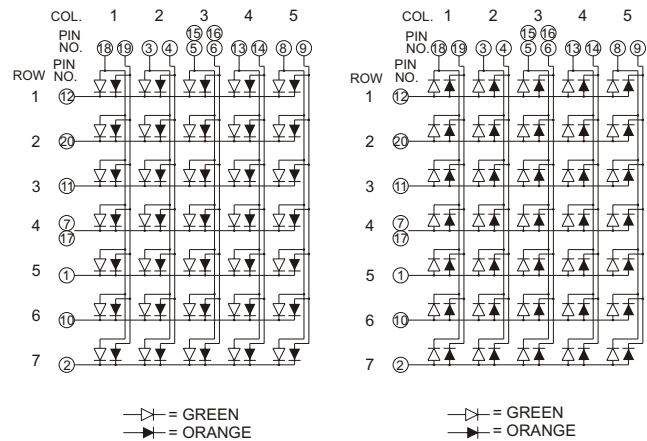 COL. 1 2 3 4 5
PIN NO. 18 19 3 4 15 16 5 6 13 14 8 9
ROW PIN NO.
1 12
2 20
3 11
4 7 17
5 1
6 10
7 2
= GREEN
= ORANGE
COL. 1 2 3 4 5
PIN NO. 18 19 3 4 15 16 5 6 13 14 8 9
ROW PIN NO.
1 12
2 20
3 11
4 7 17
5 1
6 10
7 2
= GREEN
= ORANGE